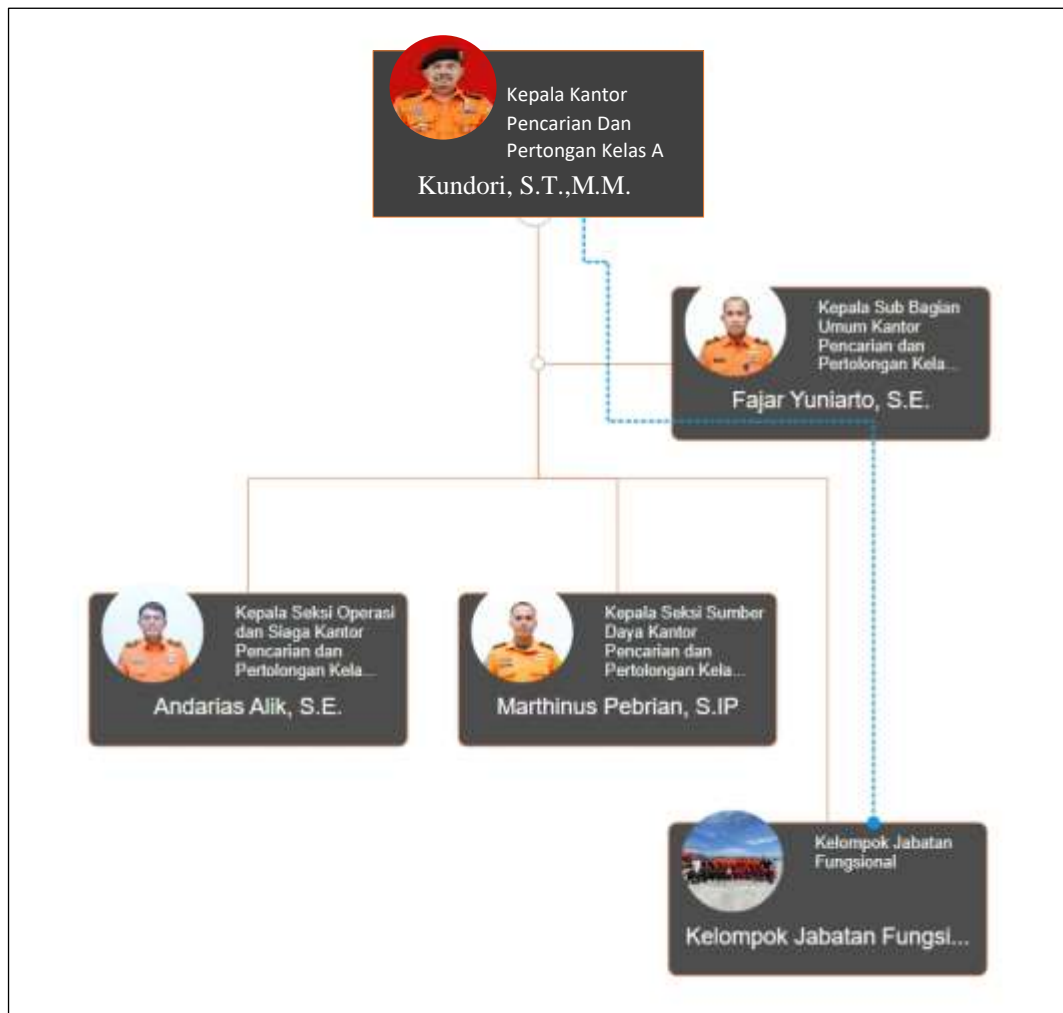 Kepala Kantor
Pencarian Dan
Pertongan Kelas A
Kundori, S.T.,M.M.
Kepala Sub Bagian
Umum Kantor
Pencarian dan
Pertolongan Kela...
Fajar Yuniarto, S.E.
Kepala Seksi Operasi
dan Siaga Kantor
Pencarian dan
Pertolongan Kela...
Andarias Alik, S.E.
Kepala Seksi Sumber
Daya Kantor
Pencarian dan
Pertolongan Kela...
Marthinus Pebrian, S.IP
Kelompok Jabatan
Fungsional
Kelompok Jabatan Fungsi...